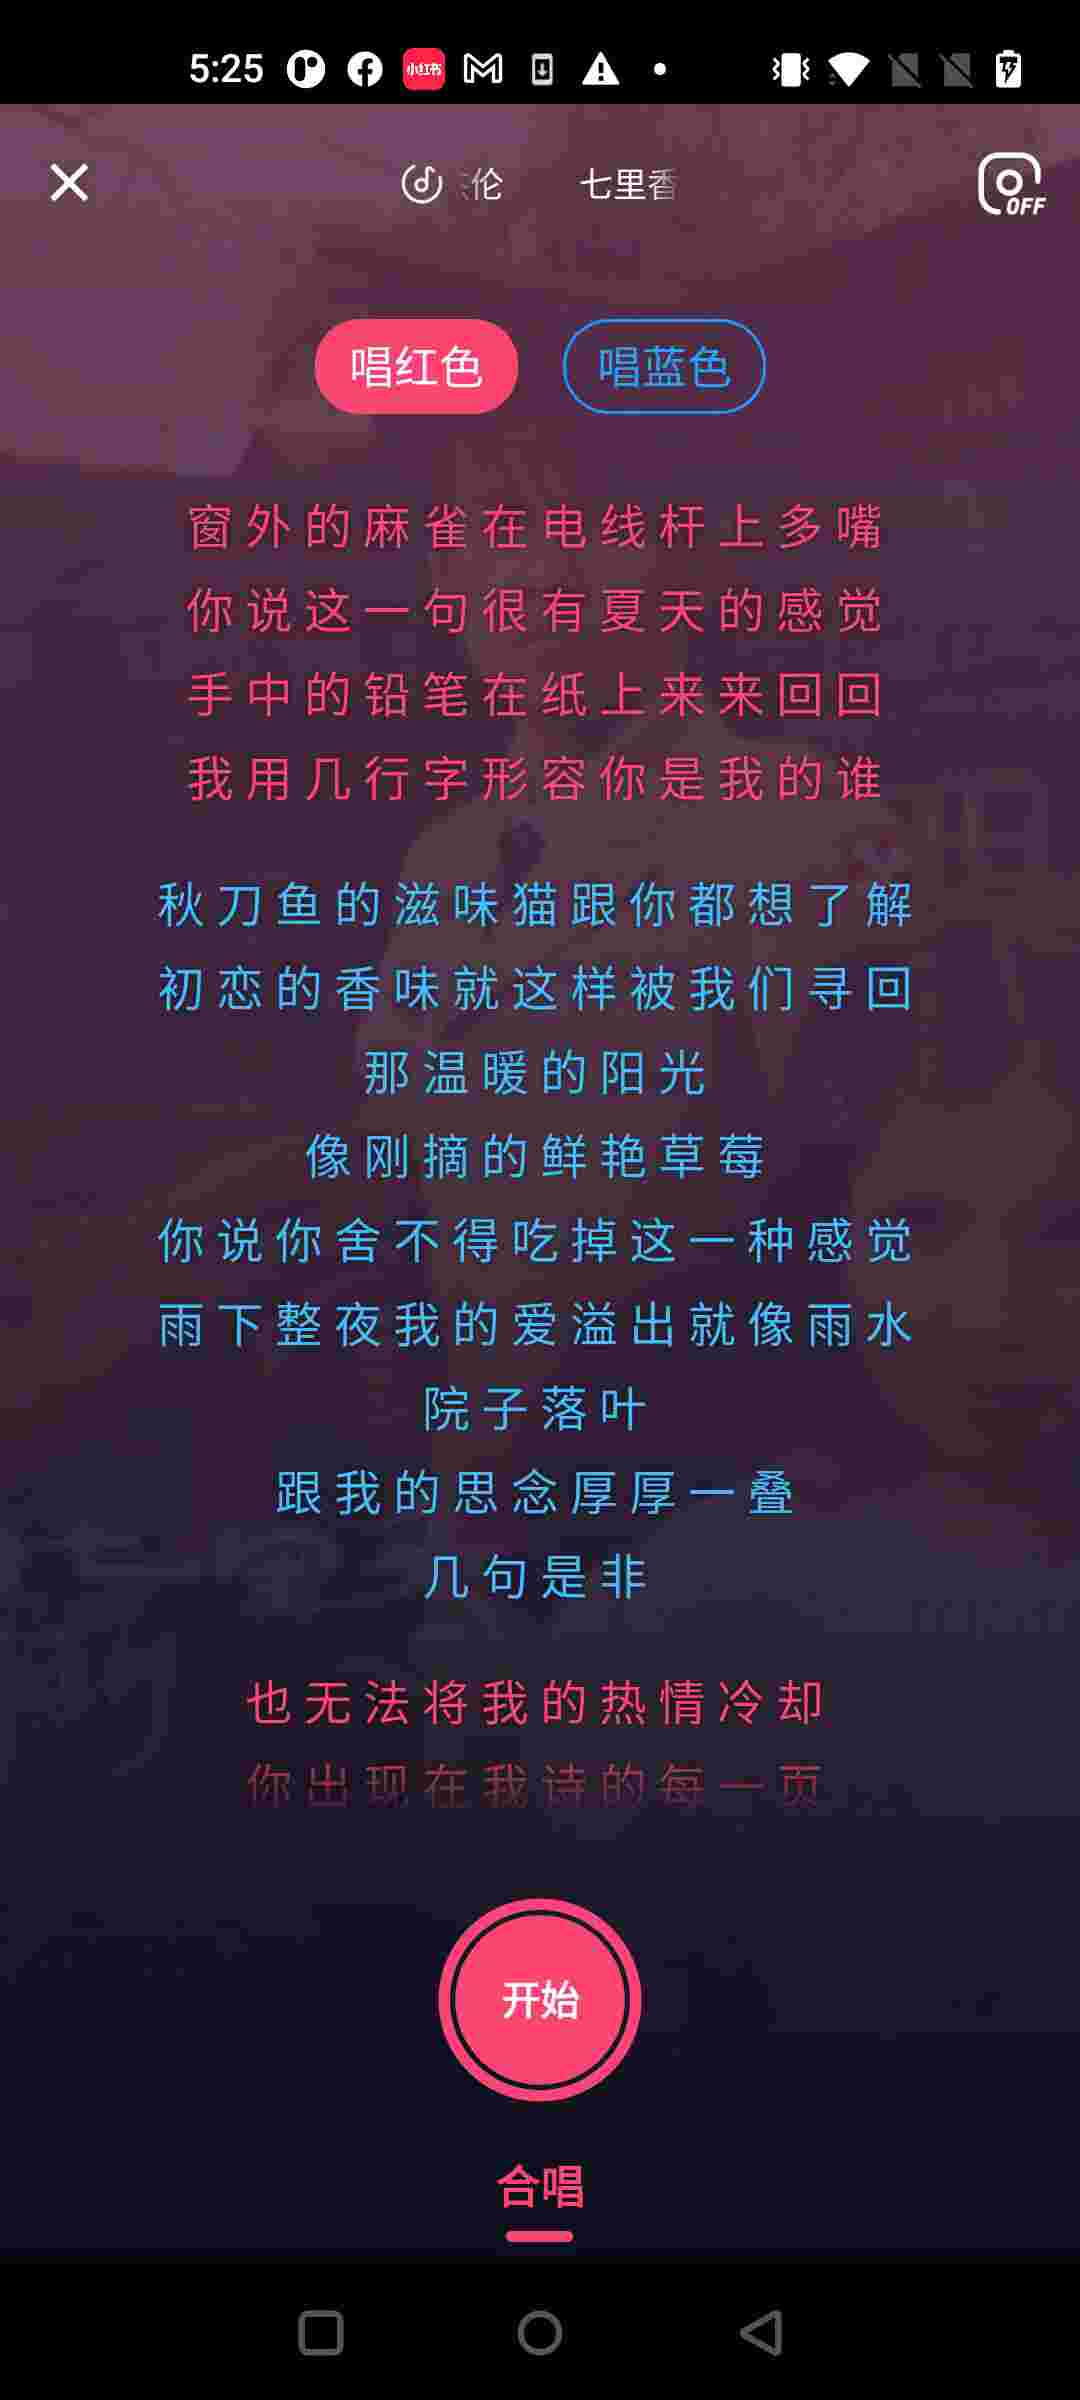 5:25
小红书
伦 七里香
OFF
唱红色
唱蓝色
窗外的麻雀在电线杆上多嘴
你说这一句很有夏天的感觉
手中的铅笔在纸上来来回回
我用几行字形容你是我的谁
秋刀鱼的滋味猫跟你都想了解
初恋的香味就这样被我们寻回
那温暖的阳光
像刚摘的鲜艳草莓
你说你舍不得吃掉这一种感觉
雨下整夜我的爱溢出就像雨水
院子落叶
跟我的思念厚厚一叠
几句是非
也无法将我的热情冷却
你出现在我诗的每一页
开始
合唱